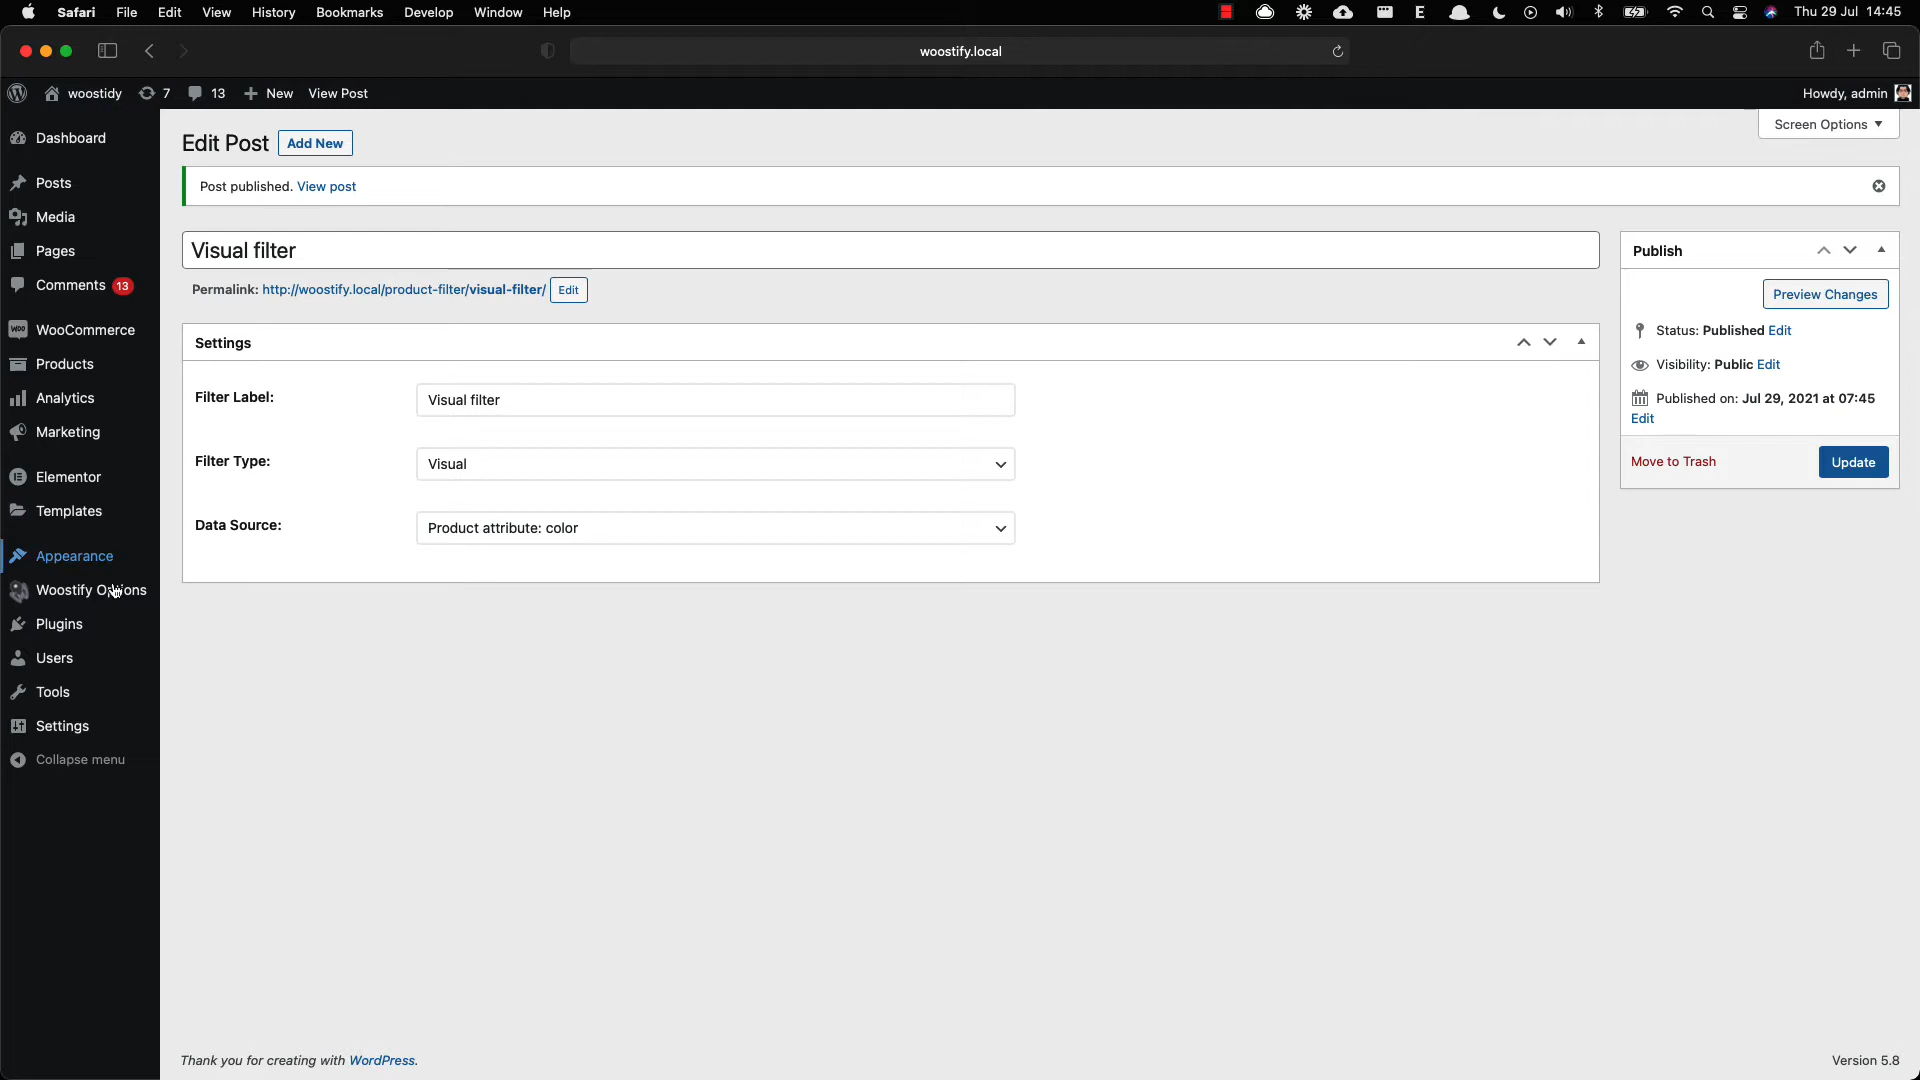 Safari File Edit View History Bookmarks Develop Window Help Thu 29 Jul 14:45
woostify.local
woostidy 7 13 New View Post Howdy, admin
Screen Options
Dashboard
Posts
Media
Pages
Comments 13
WooCommerce
Products
Analytics
Marketing
Elementor
Templates
Appearance
Woostify Options
Plugins
Users
Tools
Settings
Collapse menu
Edit Post Add New
Post published. View post
Visual filter
Permalink: http://woostify.local/product-filter/visual-filter/ Edit
Settings
Filter Label: Visual filter
Filter Type: Visual
Data Source: Product attribute: color
Publish
Preview Changes
Status: Published Edit
Visibility: Public Edit
Published on: Jul 29, 2021 at 07:45
Edit
Move to Trash Update
Thank you for creating with WordPress. Version 5.8